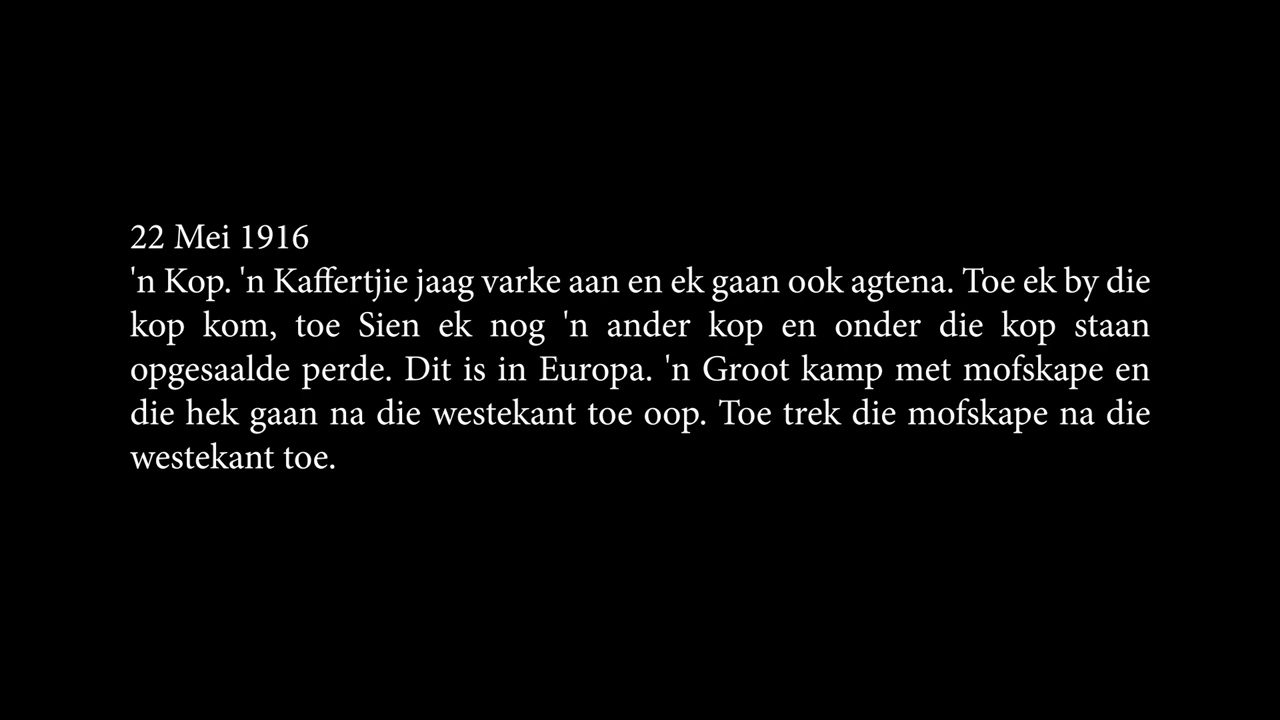 22 Mei 1916
'n Kop. 'n Kaffertjie jaag varke aan en ek gaan ook agtena. Toe ek by die
kop kom, toe Sien ek nog 'n ander kop en onder die kop staan
opgesaalde perde. Dit is in Europa. 'n Groot kamp met mofskape en
die hek gaan na die westekant toe oop. Toe trek die mofskape na die
westekant toe.